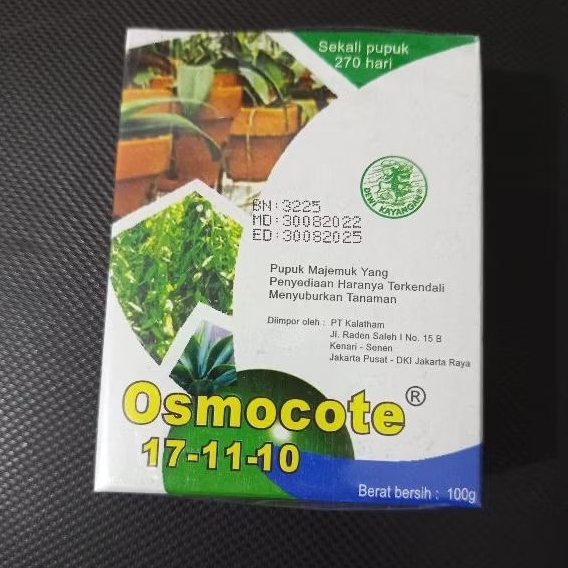 Sekali pupuk
270 hari
DEWI KAYANGAN
BN:3225
MD:30082022
ED:30082025
Pupuk Majemuk Yang
Penyediaan Haranya Terkendali
Menyuburkan Tanaman
Diimpor oleh : PT Kalatham
Jl. Raden Saleh I No. 15 B
Kenari - Senen
Jakarta Pusat - DKI Jakarta Raya
Osmocote®
17-11-10
Berat bersih : 100g